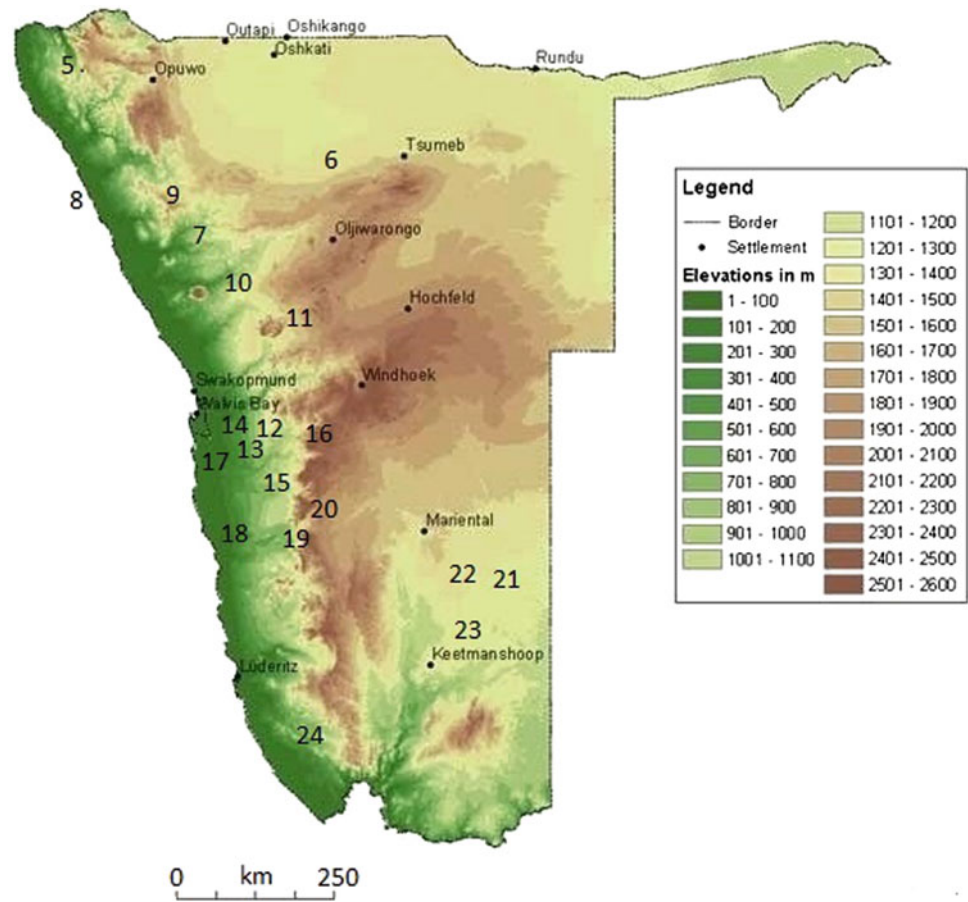 Outapi
Oshikango
Oshkati
5 .
Opuwo
Rundu
Tsumeb
6
8
9
7
Oljiwarongo
10
Hochfeld
11
Swakopmund
Windhoek
Walvis Bay
14 12 16
13
17
15
20
18
19
Mariental
22 21
23
Keetmanshoop
Lüderitz
24
0 km 250
Legend
Border
Settlement
Elevations in m
1 - 100
101 - 200
201 - 300
301 - 400
401 - 500
501 - 600
601 - 700
701 - 800
801 - 900
901 - 1000
1001 - 1100
1101 - 1200
1201 - 1300
1301 - 1400
1401 - 1500
1501 - 1600
1601 - 1700
1701 - 1800
1801 - 1900
1901 - 2000
2001 - 2100
2101 - 2200
2201 - 2300
2301 - 2400
2401 - 2500
2501 - 2600